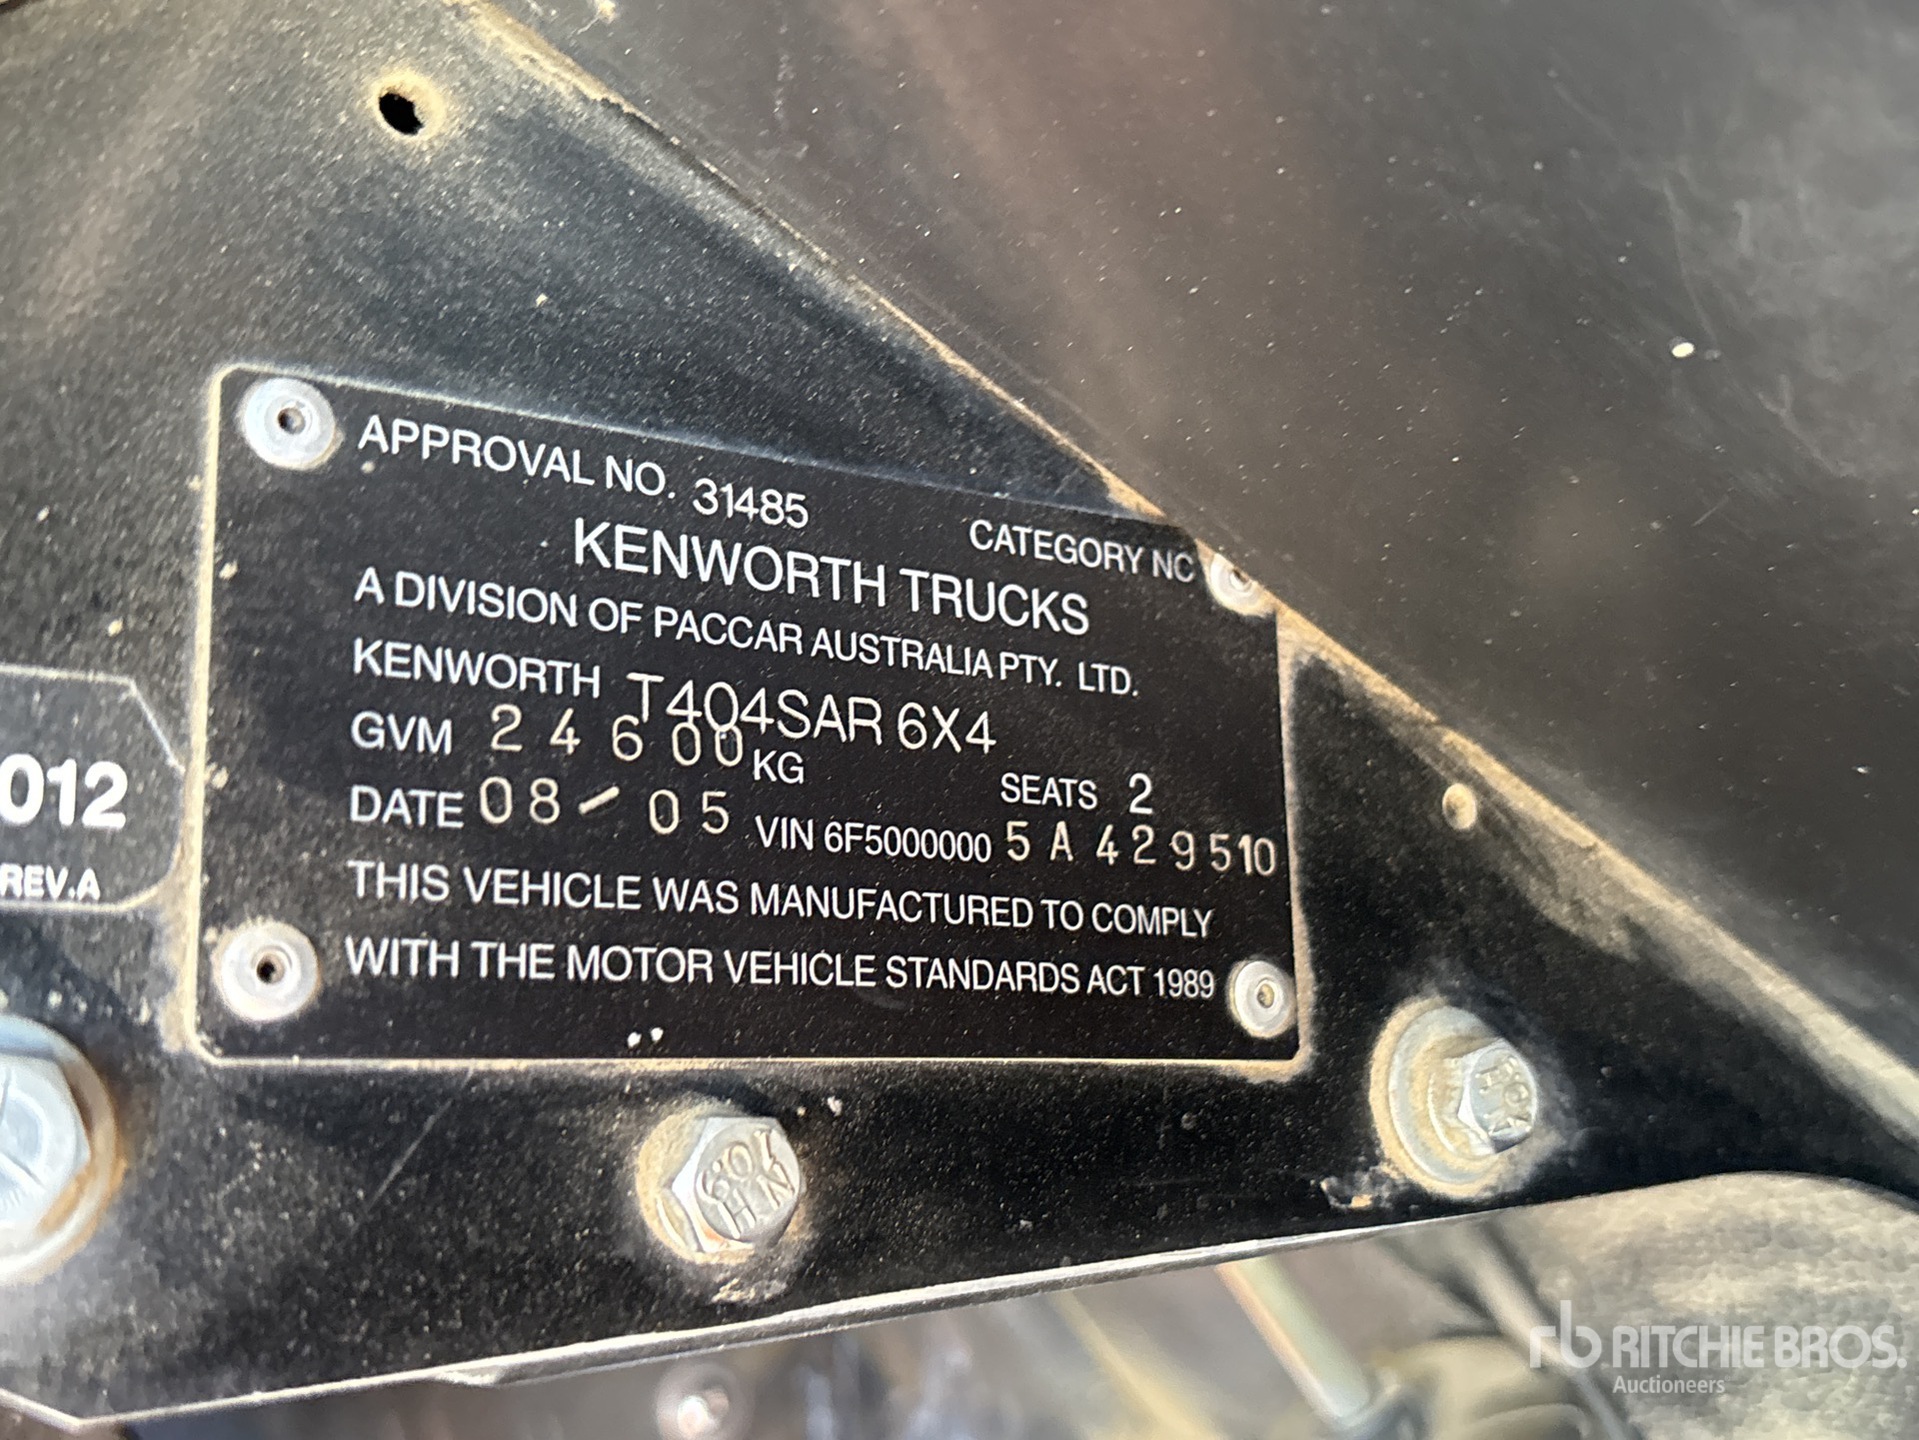 APPROVAL NO. 31485
CATEGORY NC
KENWORTH TRUCKS
A DIVISION OF PACCAR AUSTRALIA PTY. LTD.
KENWORTH T404SAR 6X4
GVM 24600 KG SEATS 2
DATE 08-05 VIN 6F5000000 5A429510
THIS VEHICLE WAS MANUFACTURED TO COMPLY
WITH THE MOTOR VEHICLE STANDARDS ACT 1989
012
REV.A
rb RITCHIE BROS.
Auctioneers